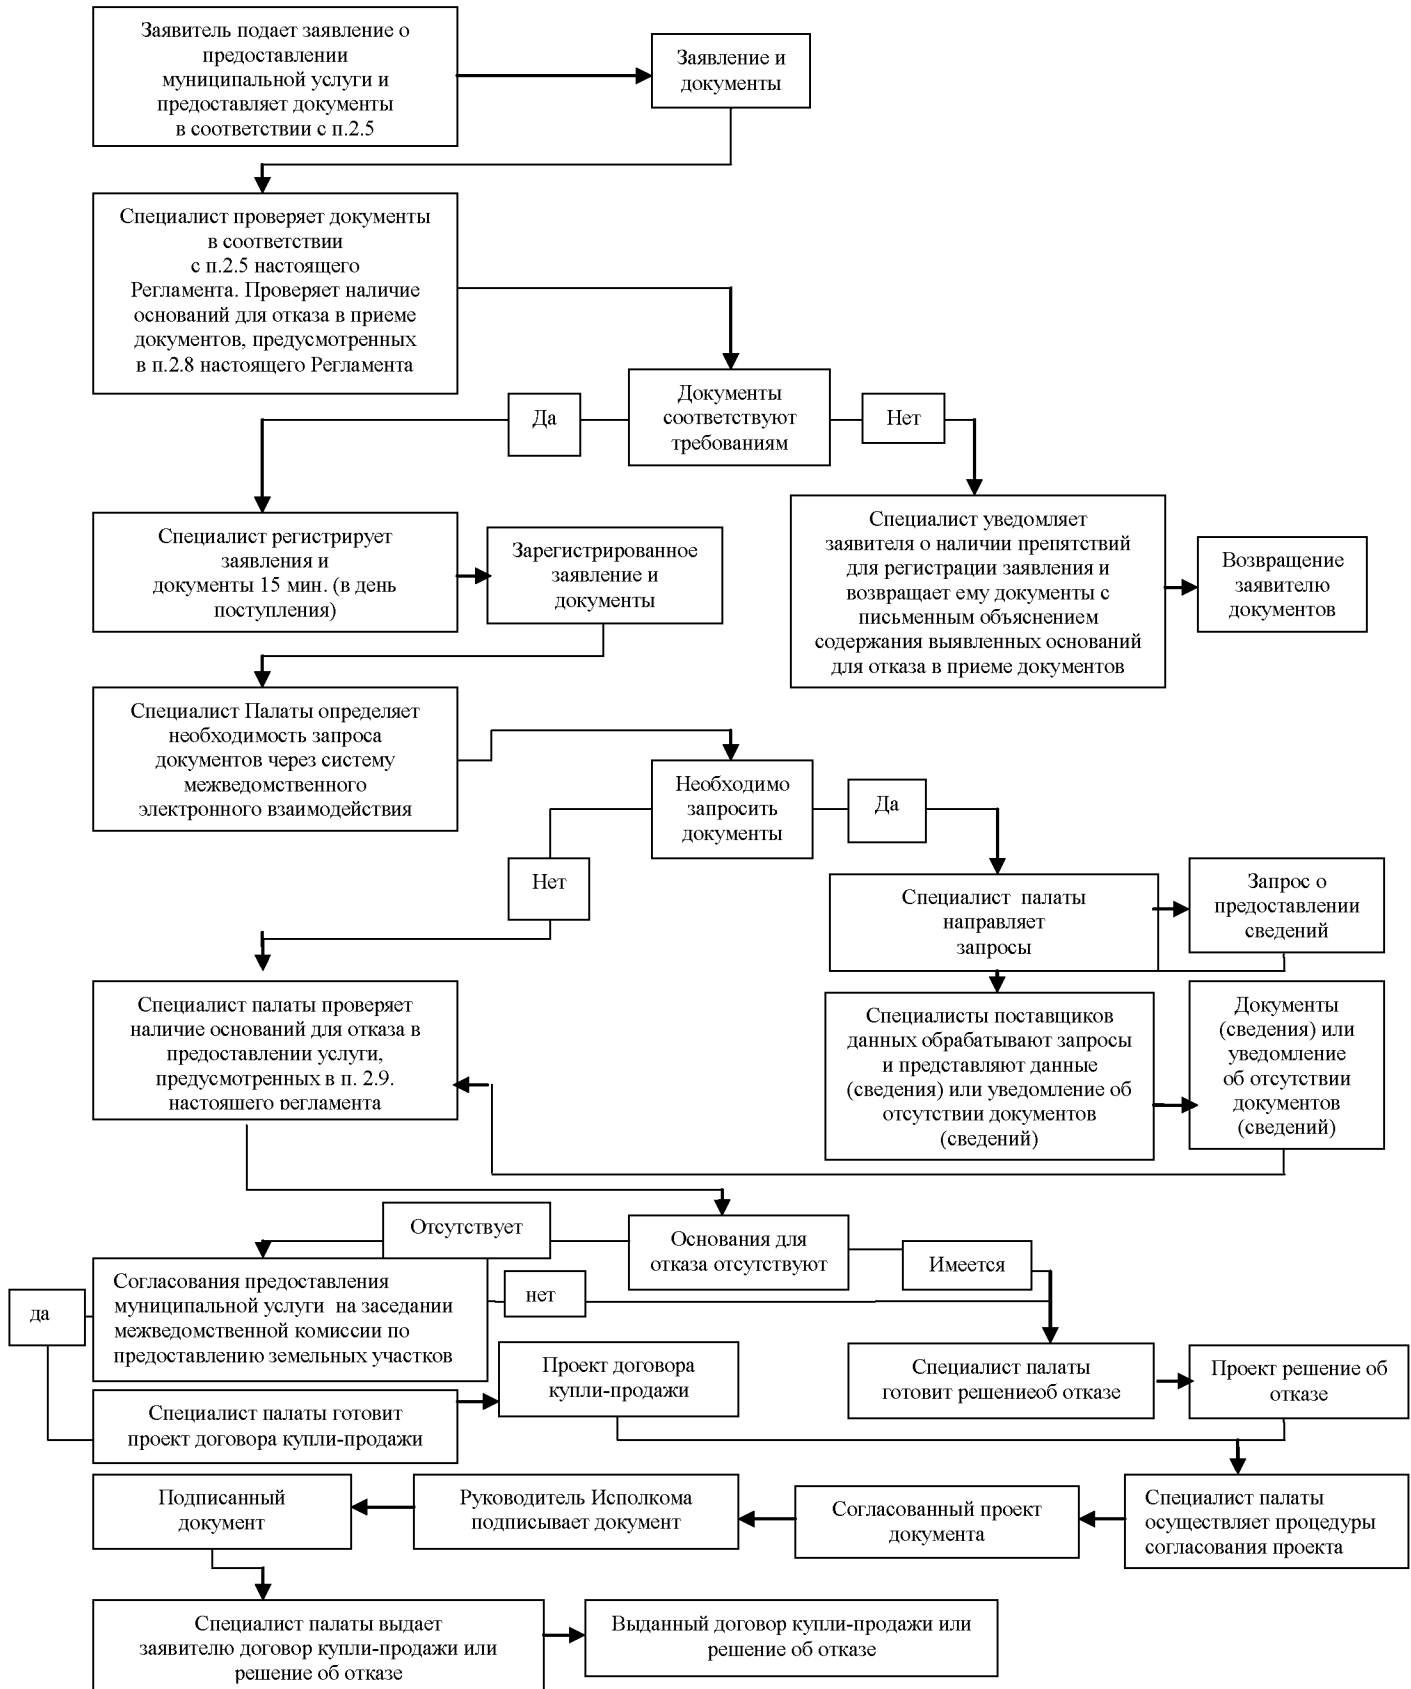 Заявитель подает заявление о
предоставлении
муниципальной услуги и
предоставляет документы
в соответствии с п.2.5
Заявление и
документы
Специалист проверяет документы
в соответствии
с п.2.5 настоящего
Регламента. Проверяет наличие
оснований для отказа в приеме
документов, предусмотренных
в п.2.8 настоящего Регламента
Документы
соответствуют
требованиям
Да
Нет
Специалист регистрирует
заявления и
документы 15 мин. (в день
поступления)
Зарегистрированное
заявление и
документы
Специалист уведомляет
заявителя о наличии препятствий
для регистрации заявления и
возвращает ему документы с
письменным объяснением
содержания выявленных оснований
для отказа в приеме документов
Возвращение
заявителю
документов
Специалист Палаты определяет
необходимость запроса
документов через систему
межведомственного
электронного взаимодействия
Необходимо
запросить
документы
Да
Нет
Специалист палаты
направляет
запросы
Запрос о
предоставлении
сведений
Специалист палаты проверяет
наличие оснований для отказа в
предоставлении услуги,
предусмотренных в п. 2.9.
настоящего регламента
Специалисты поставщиков
данных обрабатывают запросы
и представляют данные
(сведения) или уведомление об
отсутствии документов
(сведений)
Документы
(сведения) или
уведомление
об отсутствии
документов
(сведений)
Отсутствует
Основания для
отказа отсутствуют
Имеется
Согласования предоставления
муниципальной услуги на заседании
межведомственной комиссии по
предоставлению земельных участков
нет
да
Проект договора
купли-продажи
Специалист палаты
готовит решениеоб отказе
Проект решение об
отказе
Специалист палаты готовит
проект договора купли-продажи
Подписанный
документ
Руководитель Исполкома
подписывает документ
Согласованный проект
документа
Специалист палаты
осуществляет процедуры
согласования проекта
Специалист палаты выдает
заявителю договор купли-продажи или
решение об отказе
Выданный договор купли-продажи или
решение об отказе